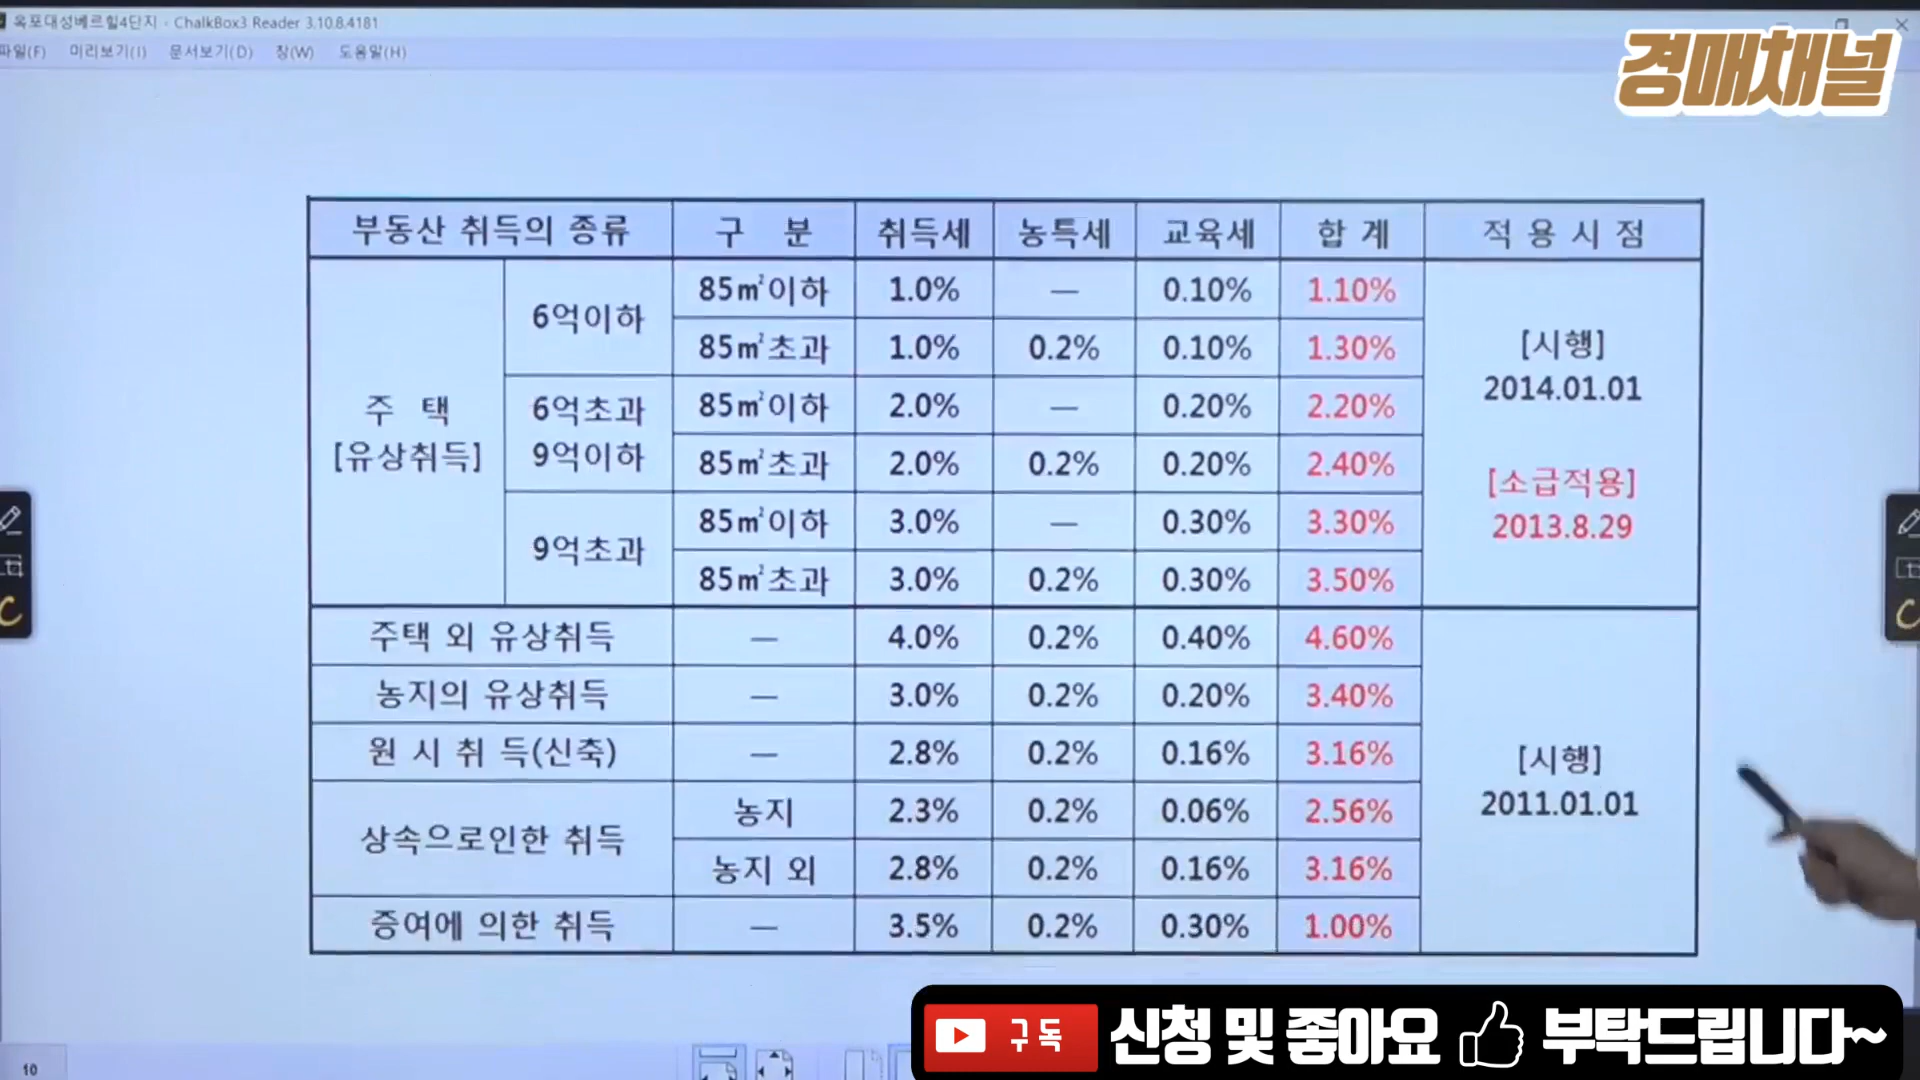 옥포대성베르힐4단지 - ChalkBox3 Reader 3.10.8.4181
파일(F) 미리보기(I) 문서보기(D) 창(W) 도움말(H)
경매채널
부동산 취득의 종류 구 분 취득세 농특세 교육세 합 계 적 용 시 점
주 택
[유상취득]
6억이하
85㎡이하 1.0% — 0.10% 1.10%
85㎡초과 1.0% 0.2% 0.10% 1.30%
6억초과
9억이하
85㎡이하 2.0% — 0.20% 2.20%
85㎡초과 2.0% 0.2% 0.20% 2.40%
9억초과
85㎡이하 3.0% — 0.30% 3.30%
85㎡초과 3.0% 0.2% 0.30% 3.50%
[시행]
2014.01.01
[소급적용]
2013.8.29
주택 외 유상취득 — 4.0% 0.2% 0.40% 4.60%
농지의 유상취득 — 3.0% 0.2% 0.20% 3.40%
원 시 취 득(신축) — 2.8% 0.2% 0.16% 3.16%
상속으로인한 취득
농지 2.3% 0.2% 0.06% 2.56%
농지 외 2.8% 0.2% 0.16% 3.16%
증여에 의한 취득 — 3.5% 0.2% 0.30% 1.00%
[시행]
2011.01.01
10
구독 신청 및 좋아요 부탁드립니다~